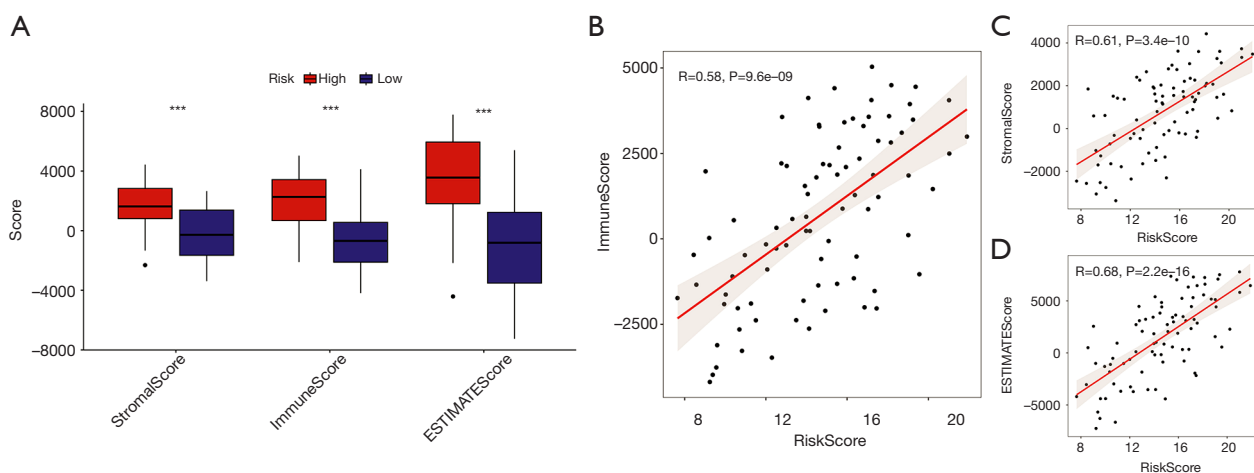 A
Risk High Low
***
***
***
8000
4000
0
−4000
−8000
Score
StromalScore
ImmuneScore
ESTIMATEScore
B
R=0.58, P=9.6e−09
5000
2500
0
−2500
ImmuneScore
8 12 13 16 20
RiskScore
C
R=0.61, P=3.4e−10
4000
2000
0
−2000
StromalScore
8 12 16 20
RiskScore
D
R=0.68, P=2.2e−16
5000
0
−5000
ESTIMATEScore
8 12 16 20
RiskScore